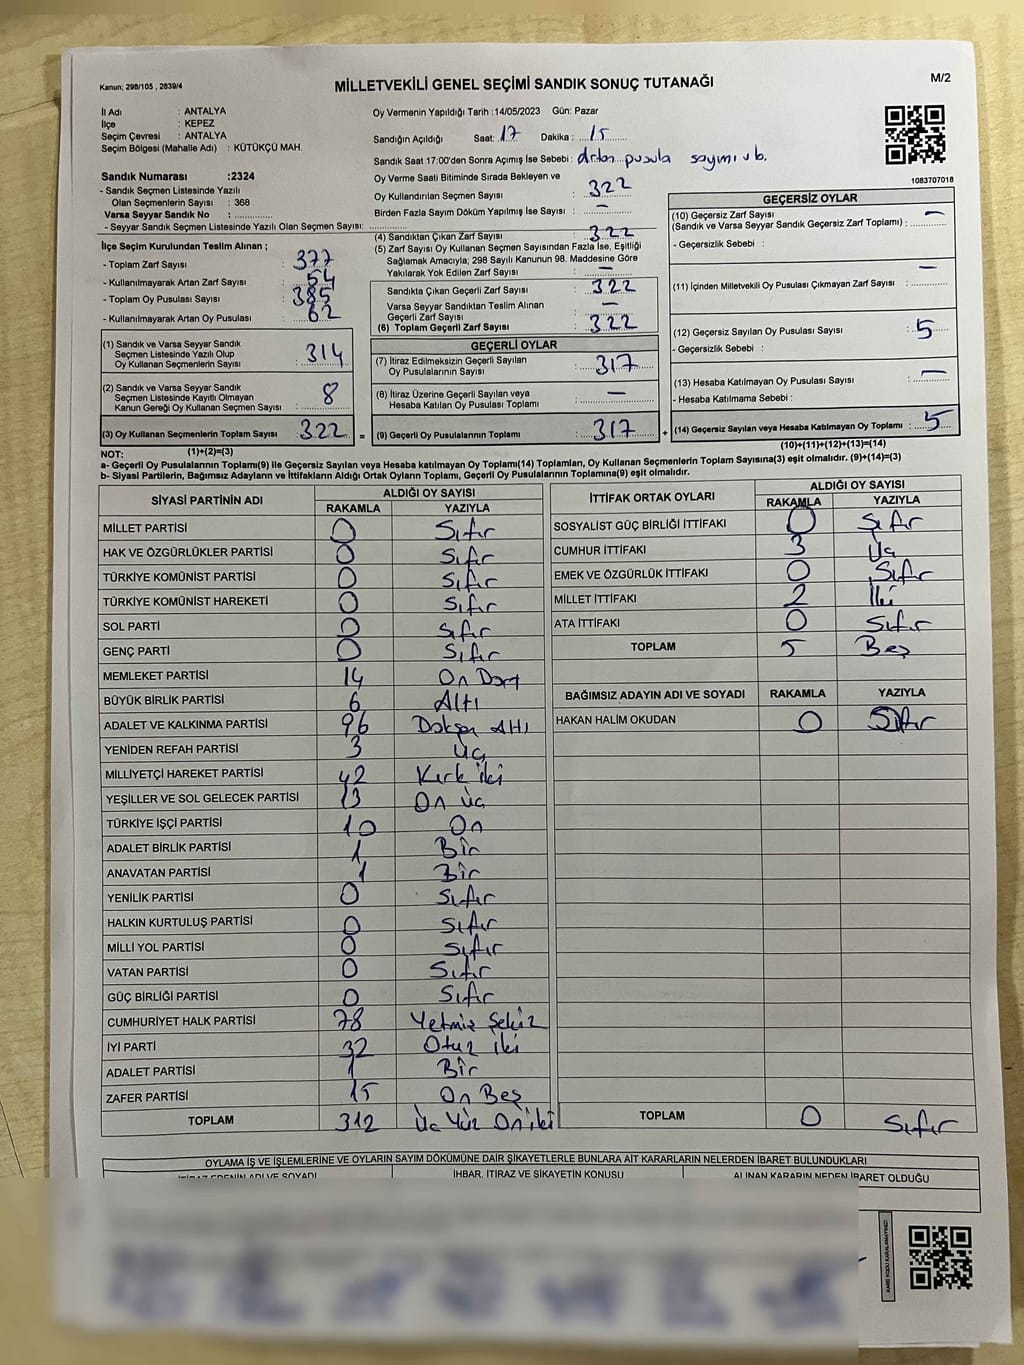 Kanun; 298/105 , 2839/4
MİLLETVEKİLİ GENEL SEÇİMİ SANDIK SONUÇ TUTANAĞI
M/2
İl Adı : ANTALYA
İlçe : KEPEZ
Seçim Çevresi : ANTALYA
Seçim Bölgesi (Mahalle Adı) : KÜTÜKÇÜ MAH.
Sandık Numarası :2324
- Sandık Seçmen Listesinde Yazılı
Olan Seçmenlerin Sayısı : 368
Varsa Seyyar Sandık No : ..............
- Seyyar Sandık Seçmen Listesinde Yazılı Olan Seçmen Sayısı: ..............
Oy Vermenin Yapıldığı Tarih :14/05/2023 Gün: Pazar
Sandığın Açıldığı Saat: 17 Dakika : 15
Sandık Saat 17:00'den Sonra Açımış İse Sebebi : artan pusula sayımı vb.
Oy Verme Saati Bitiminde Sırada Bekleyen ve
Oy Kullandırılan Seçmen Sayısı : 322
Birden Fazla Sayım Döküm Yapılmış İse Sayısı : —
1083707018
İlçe Seçim Kurulundan Teslim Alınan ;
- Toplam Zarf Sayısı : 377
- Kullanılmayarak Artan Zarf Sayısı : 54
- Toplam Oy Pusulası Sayısı : 385
- Kullanılmayarak Artan Oy Pusulası : 62
(1) Sandık ve Varsa Seyyar Sandık
Seçmen Listesinde Yazılı Olup
Oy Kullanan Seçmenlerin Sayısı : 314
(2) Sandık ve Varsa Seyyar Sandık
Seçmen Listesinde Kayıtlı Olmayan
Kanun Gereği Oy Kullanan Seçmen Sayısı : 8
(3) Oy Kullanan Seçmenlerin Toplam Sayısı : 322
(1)+(2)=(3)
(4) Sandıktan Çıkan Zarf Sayısı : 322
(5) Zarf Sayısı Oy Kullanan Seçmen Sayısından Fazla İse, Eşitliği
Sağlamak Amacıyla; 298 Sayılı Kanunun 98. Maddesine Göre
Yakılarak Yok Edilen Zarf Sayısı : —
Sandıkta Çıkan Geçerli Zarf Sayısı : 322
Varsa Seyyar Sandıktan Teslim Alınan
Geçerli Zarf Sayısı : —
(6) Toplam Geçerli Zarf Sayısı : 322
GEÇERLİ OYLAR
(7) İtiraz Edilmeksizin Geçerli Sayılan
Oy Pusulalarının Sayısı : 317
(8) İtiraz Üzerine Geçerli Sayılan veya
Hesaba Katılan Oy Pusulası Toplamı : —
= (9) Geçerli Oy Pusulalarının Toplamı : 317
GEÇERSİZ OYLAR
(10) Geçersiz Zarf Sayısı —
(Sandık ve Varsa Seyyar Sandık Geçersiz Zarf Toplamı) : ..............
- Geçersizlik Sebebi :
(11) İçinden Milletvekili Oy Pusulası Çıkmayan Zarf Sayısı : —
(12) Geçersiz Sayılan Oy Pusulası Sayısı : 5
- Geçersizlik Sebebi :
(13) Hesaba Katılmayan Oy Pusulası Sayısı : —
- Hesaba Katılmama Sebebi :
+ (14) Geçersiz Sayılan veya Hesaba Katılmayan Oy Toplamı : 5
(10)+(11)+(12)+(13)=(14)
NOT:
a- Geçerli Oy Pusulalarının Toplamı(9) ile Geçersiz Sayılan veya Hesaba katılmayan Oy Toplamı(14) Toplamları, Oy Kullanan Seçmenlerin Toplam Sayısına(3) eşit olmalıdır. (9)+(14)=(3)
b- Siyasi Partilerin, Bağımsız Adayların ve İttifakların Aldığı Ortak Oyların Toplamı, Geçerli Oy Pusulalarının Toplamına(9) eşit olmalıdır.
SİYASİ PARTİNİN ADI ALDIĞI OY SAYISI
RAKAMLA YAZIYLA
MİLLET PARTİSİ 0 Sıfır
HAK VE ÖZGÜRLÜKLER PARTİSİ 0 Sıfır
TÜRKİYE KOMÜNİST PARTİSİ 0 Sıfır
TÜRKİYE KOMÜNİST HAREKETİ 0 Sıfır
SOL PARTİ 0 Sıfır
GENÇ PARTİ 0 Sıfır
MEMLEKET PARTİSİ 14 On Dört
BÜYÜK BİRLİK PARTİSİ 6 Altı
ADALET VE KALKINMA PARTİSİ 96 Doksan Altı
YENİDEN REFAH PARTİSİ 3 Üç
MİLLİYETÇİ HAREKET PARTİSİ 42 Kırk iki
YEŞİLLER VE SOL GELECEK PARTİSİ 13 On üç
TÜRKİYE İŞÇİ PARTİSİ 10 On
ADALET BİRLİK PARTİSİ 1 Bir
ANAVATAN PARTİSİ 1 Bir
YENİLİK PARTİSİ 0 Sıfır
HALKIN KURTULUŞ PARTİSİ 0 Sıfır
MİLLİ YOL PARTİSİ 0 Sıfır
VATAN PARTİSİ 0 Sıfır
GÜÇ BİRLİĞİ PARTİSİ 0 Sıfır
CUMHURİYET HALK PARTİSİ 78 Yetmiş Sekiz
İYİ PARTİ 32 Otuz iki
ADALET PARTİSİ 1 Bir
ZAFER PARTİSİ 15 On Beş
TOPLAM 312 Üç Yüz On iki
İTTİFAK ORTAK OYLARI ALDIĞI OY SAYISI
RAKAMLA YAZIYLA
SOSYALİST GÜÇ BİRLİĞİ İTTİFAKI 0 Sıfır
CUMHUR İTTİFAKI 3 Üç
EMEK VE ÖZGÜRLÜK İTTİFAKI 0 Sıfır
MİLLET İTTİFAKI 2 İki
ATA İTTİFAKI 0 Sıfır
TOPLAM 5 Beş
BAĞIMSIZ ADAYIN ADI VE SOYADI RAKAMLA YAZIYLA
HAKAN HALİM OKUDAN 0 Sıfır
TOPLAM 0 Sıfır
OYLAMA İŞ VE İŞLEMLERİNE VE OYLARIN SAYIM DÖKÜMÜNE DAİR ŞİKAYETLERLE BUNLARA AİT KARARLARIN NELERDEN İBARET BULUNDUKLARI
İHBAR, İTİRAZ VE ŞİKAYETİN KONUSU ALINAN KARARIN NEDEN İBARET OLDUĞU
KARE KODU KARALAMAYINIZ!